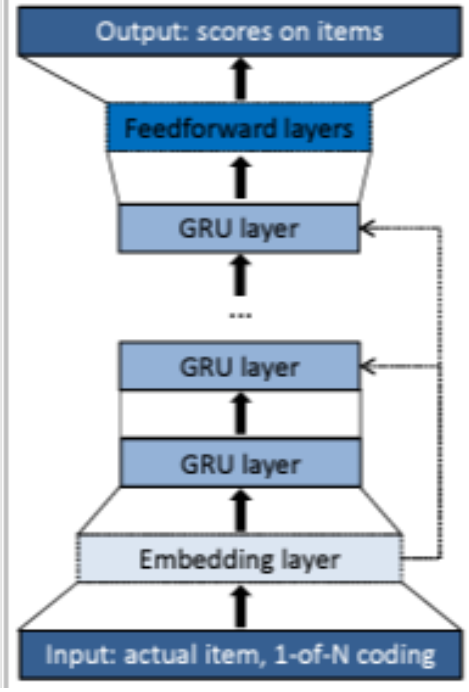 Output: scores on items
Feedforward layers
GRU layer
...
GRU layer
GRU layer
Embedding layer
Input: actual item, 1-of-N coding